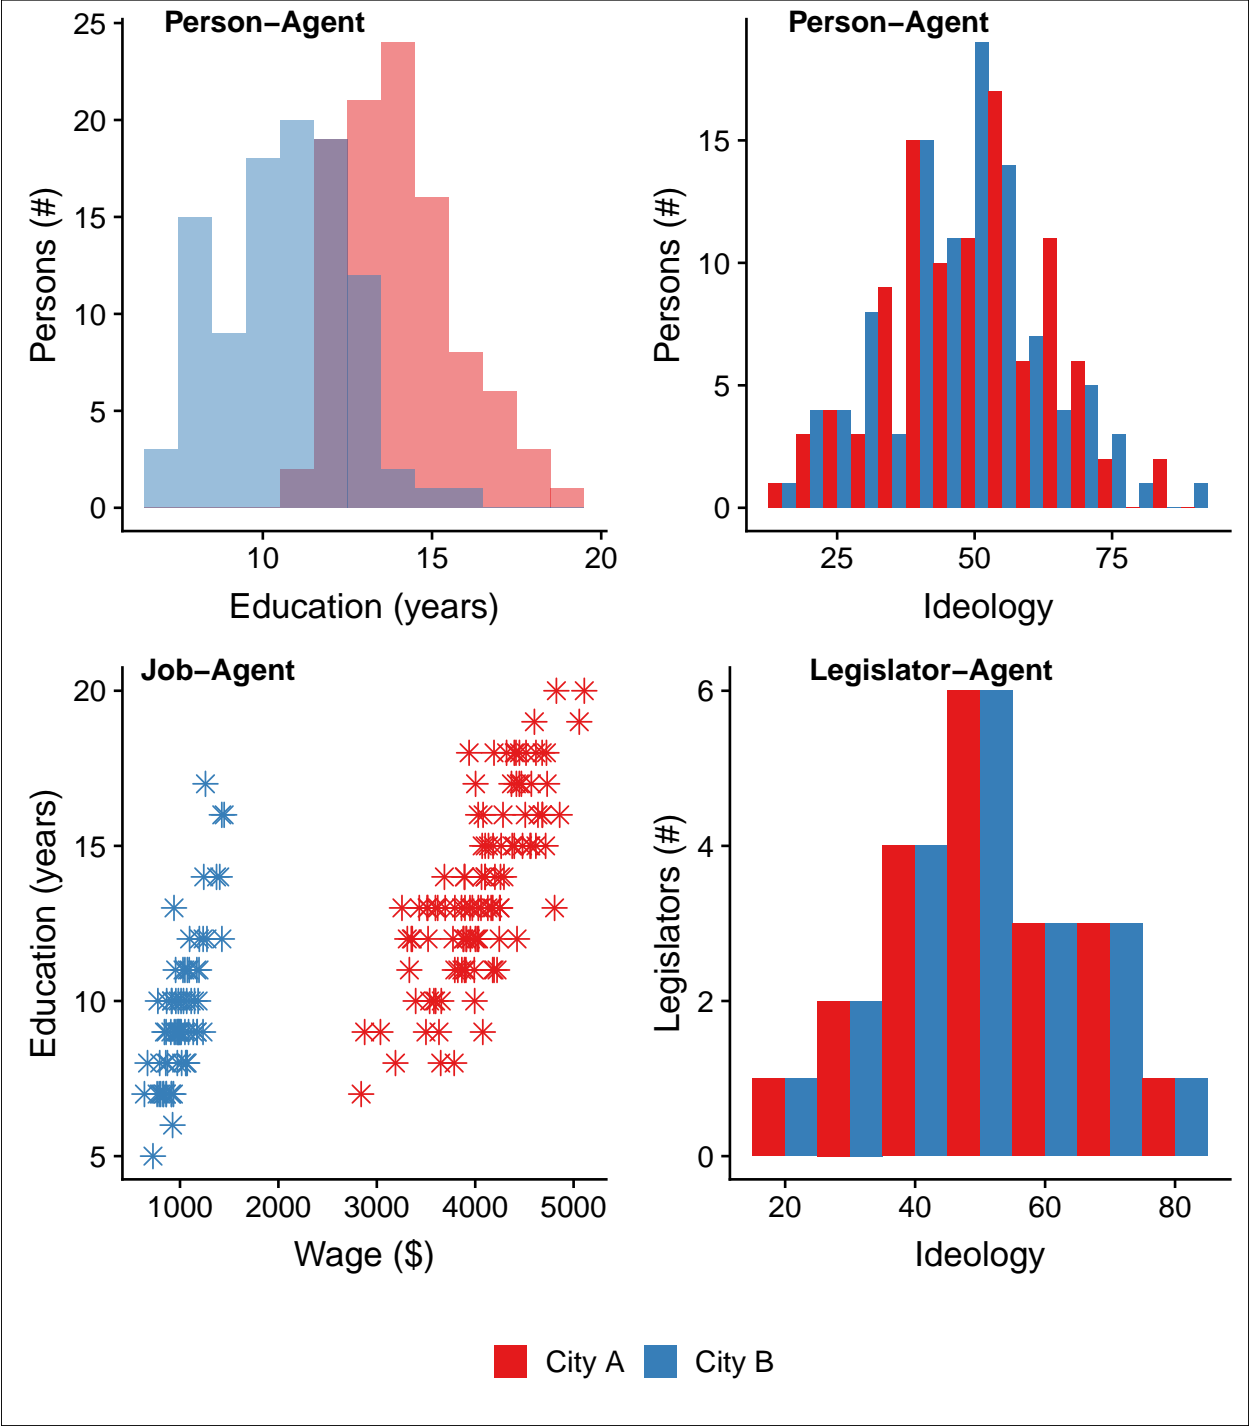 Person−Agent
25
20
15
10
5
0
Persons (#)
10 15 20
Education (years)
Person−Agent
15
10
5
0
Persons (#)
25 50 75
Ideology
Job−Agent
20
15
10
5
Education (years)
1000 2000 3000 4000 5000
Wage ($)
Legislator−Agent
6
4
2
0
Legislators (#)
20 40 60 80
Ideology
City A City B